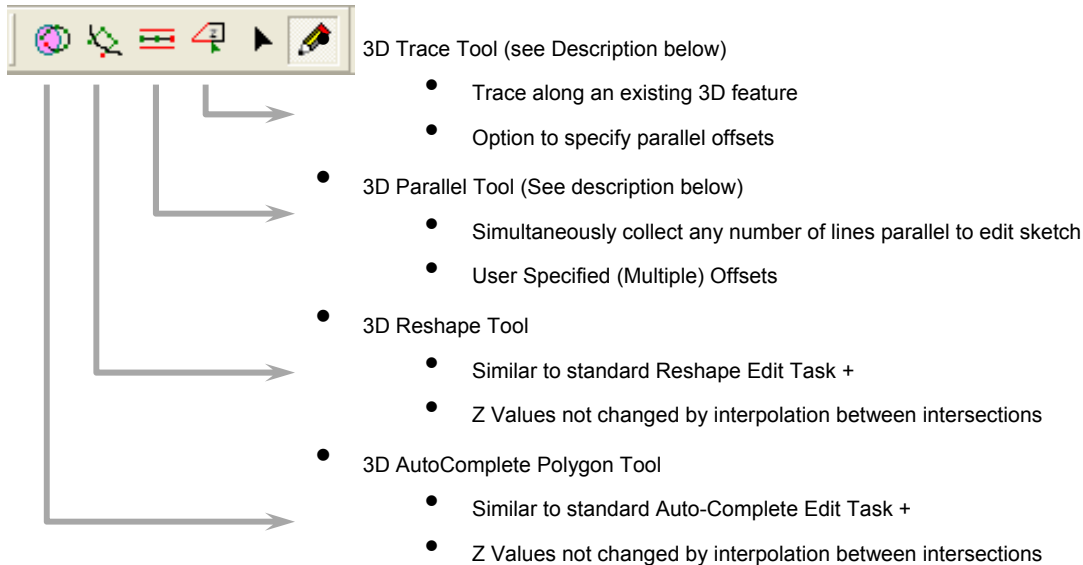 3D Trace Tool (see Description below)
• Trace along an existing 3D feature
• Option to specify parallel offsets
• 3D Parallel Tool (See description below)
• Simultaneously collect any number of lines parallel to edit sketch
• User Specified (Multiple) Offsets
• 3D Reshape Tool
• Similar to standard Reshape Edit Task +
• Z Values not changed by interpolation between intersections
• 3D AutoComplete Polygon Tool
• Similar to standard Auto-Complete Edit Task +
• Z Values not changed by interpolation between intersections